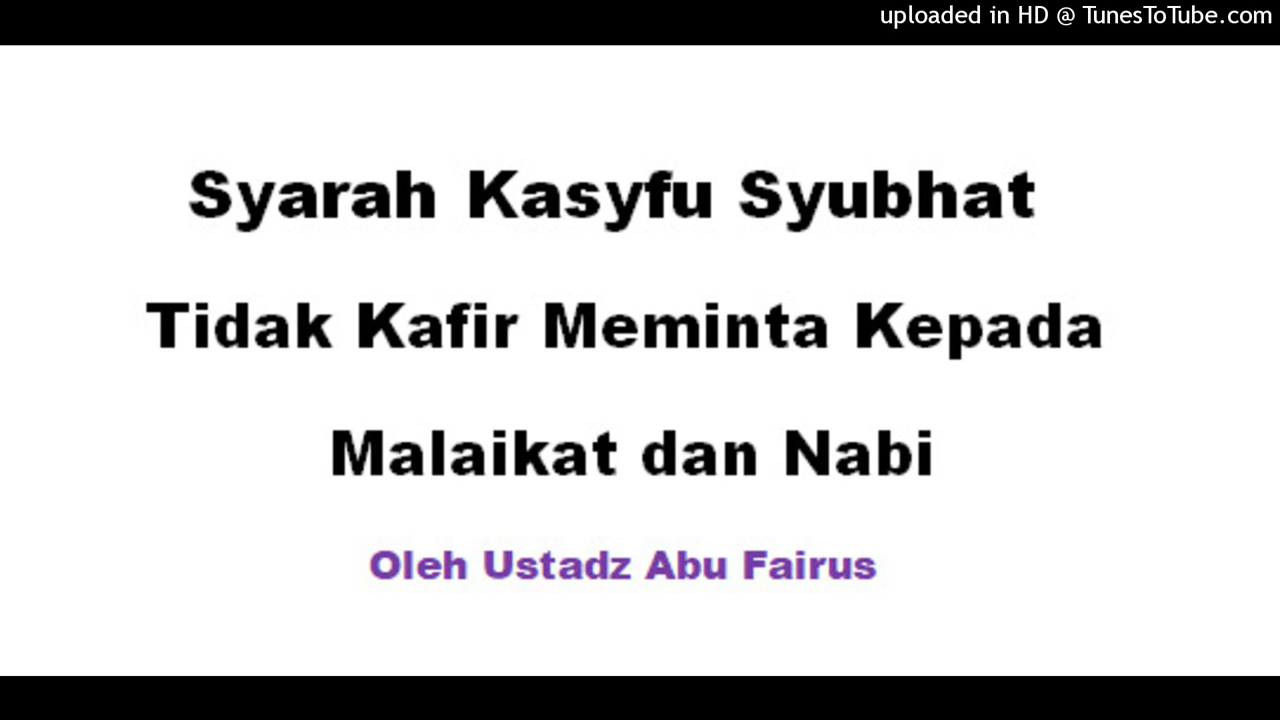 uploaded in HD @ TunesToTube.com
Syarah Kasyfu Syubhat
Tidak Kafir Meminta Kepada
Malaikat dan Nabi
Oleh Ustadz Abu Fairus